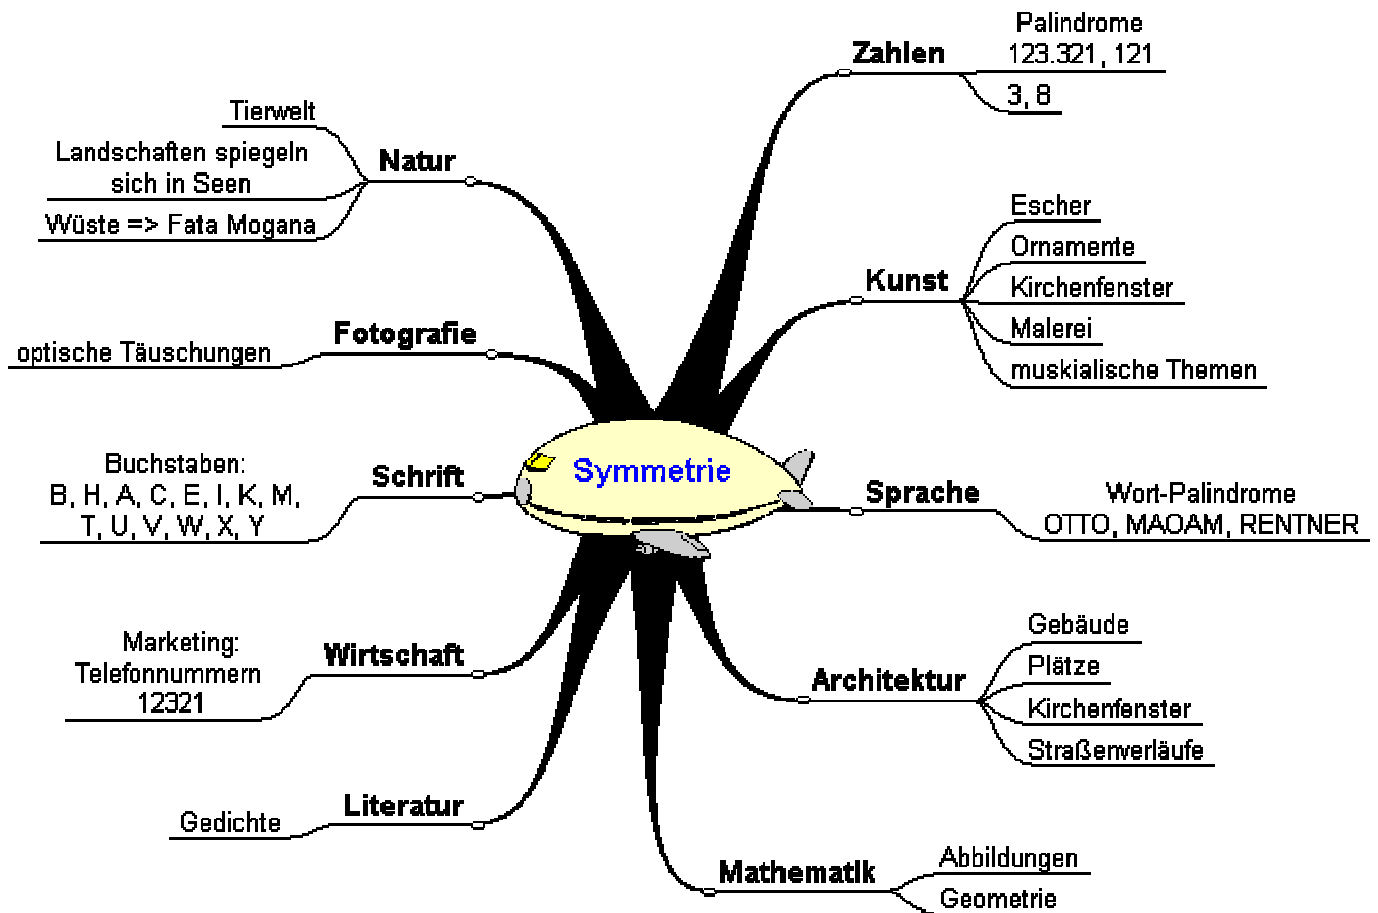 Symmetrie
Zahlen
Palindrome
123.321, 121
3, 8
Kunst
Escher
Ornamente
Kirchenfenster
Malerei
muskialische Themen
Sprache
Wort-Palindrome
OTTO, MAOAM, RENTNER
Architektur
Gebäude
Plätze
Kirchenfenster
Straßenverläufe
Mathematik
Abbildungen
Geometrie
Literatur
Gedichte
Wirtschaft
Marketing:
Telefonnummern
12321
Schrift
Buchstaben:
B, H, A, C, E, I, K, M,
T, U, V, W, X, Y
Fotografie
optische Täuschungen
Natur
Tierwelt
Landschaften spiegeln
sich in Seen
Wüste => Fata Mogana